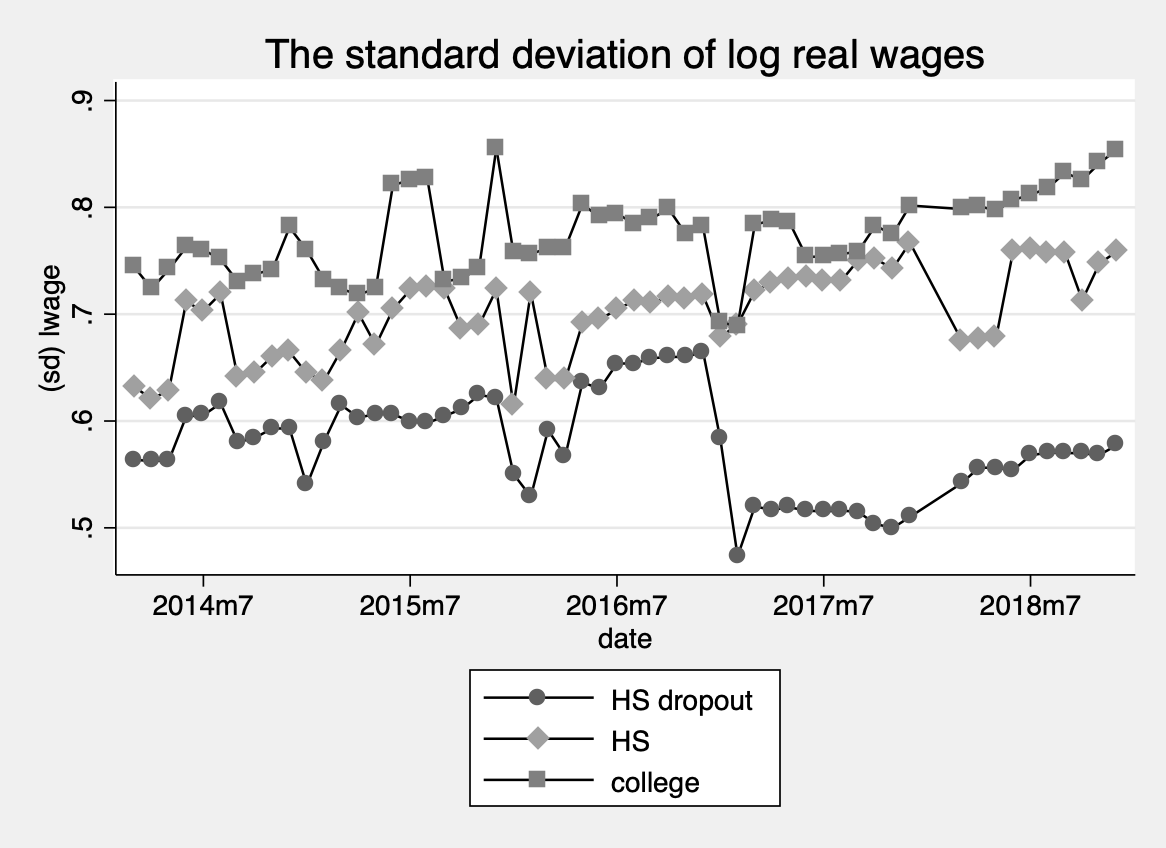 The standard deviation of log real wages
(sd) lwage
.9
.8
.7
.6
.5
2014m7 2015m7 2016m7 2017m7 2018m7
date
HS dropout
HS
college